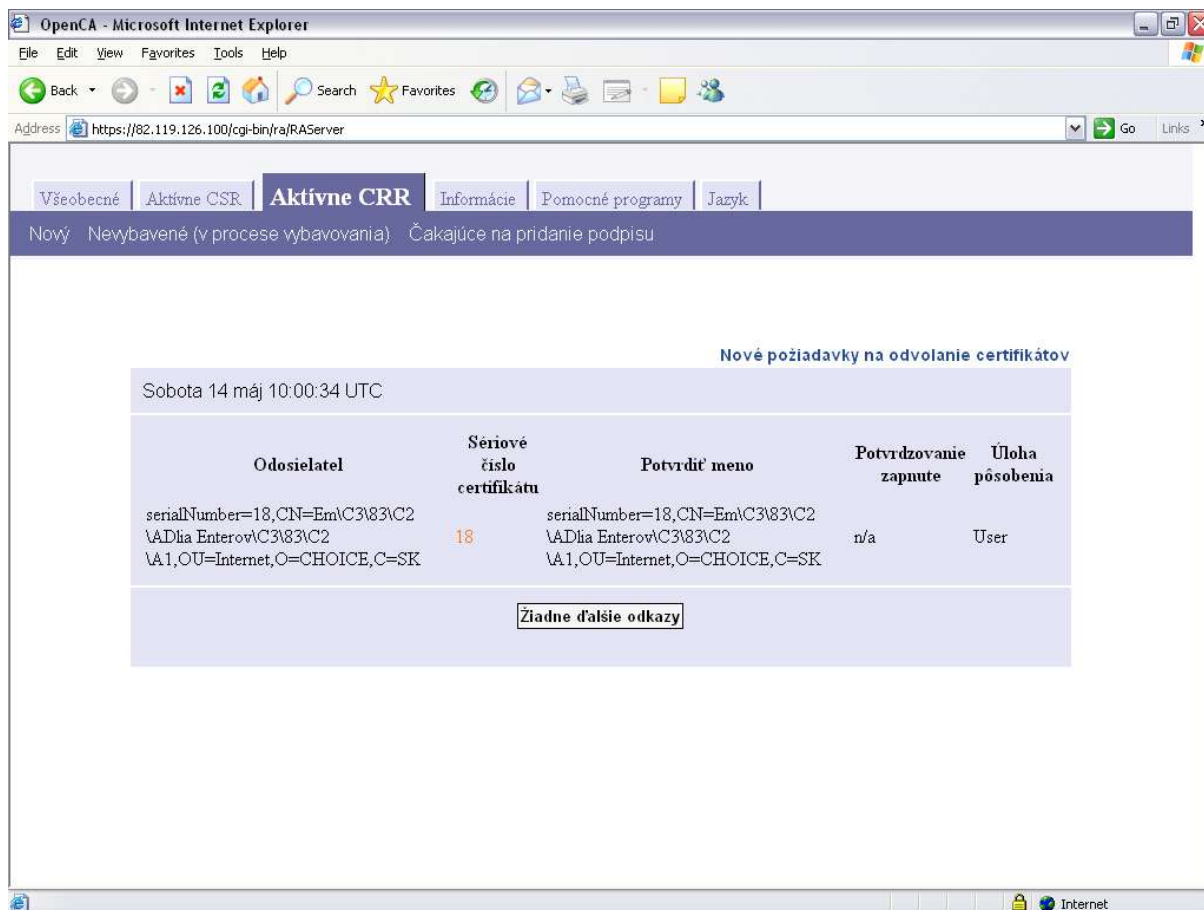 OpenCA - Microsoft Internet Explorer
File Edit View Favorites Tools Help
Back Search Favorites
Address https://82.119.126.100/cgi-bin/ra/RAServer Go Links
Všeobecné Aktívne CSR Aktívne CRR Informácie Pomocné programy Jazyk
Nový Nevybavené (v procese vybavovania) Čakajúce na pridanie podpisu
Nové požiadavky na odvolanie certifikátov
Sobota 14 máj 10:00:34 UTC
Odosielatel
Sériové
číslo
certifikátu
Potvrdiť meno
Potvrdzovanie
zapnute
Úloha
pôsobenia
serialNumber=18,CN=Em\C3\83\C2
\ADlia Enterov\C3\83\C2
\A1,OU=Internet,O=CHOICE,C=SK
18
serialNumber=18,CN=Em\C3\83\C2
\ADlia Enterov\C3\83\C2
\A1,OU=Internet,O=CHOICE,C=SK
n/a
User
Žiadne ďalšie odkazy
Internet